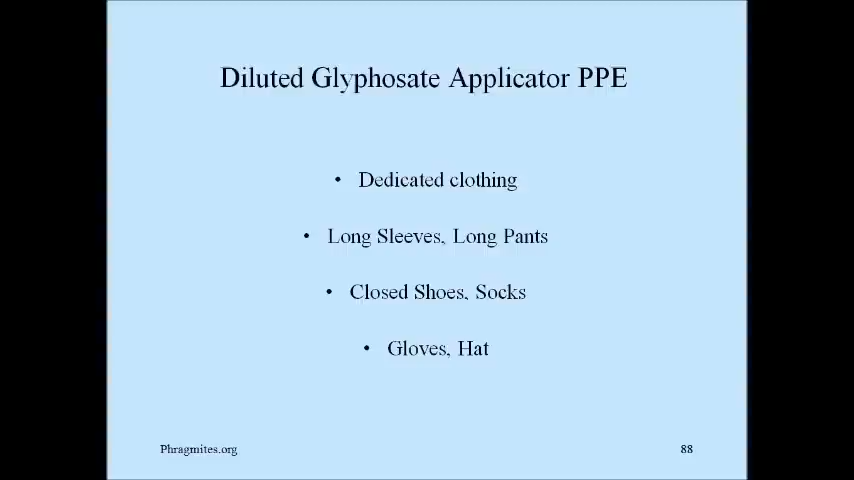 Diluted Glyphosate Applicator PPE
• Dedicated clothing
• Long Sleeves, Long Pants
• Closed Shoes, Socks
• Gloves, Hat
Phragmites.org
88